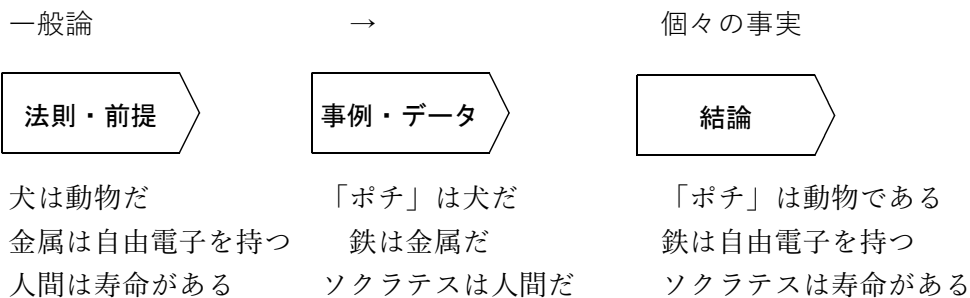 一般論 → 個々の事実
法則・前提 事例・データ 結論
犬は動物だ 「ポチ」は犬だ 「ポチ」は動物である
金属は自由電子を持つ 鉄は金属だ 鉄は自由電子を持つ
人間は寿命がある ソクラテスは人間だ ソクラテスは寿命がある